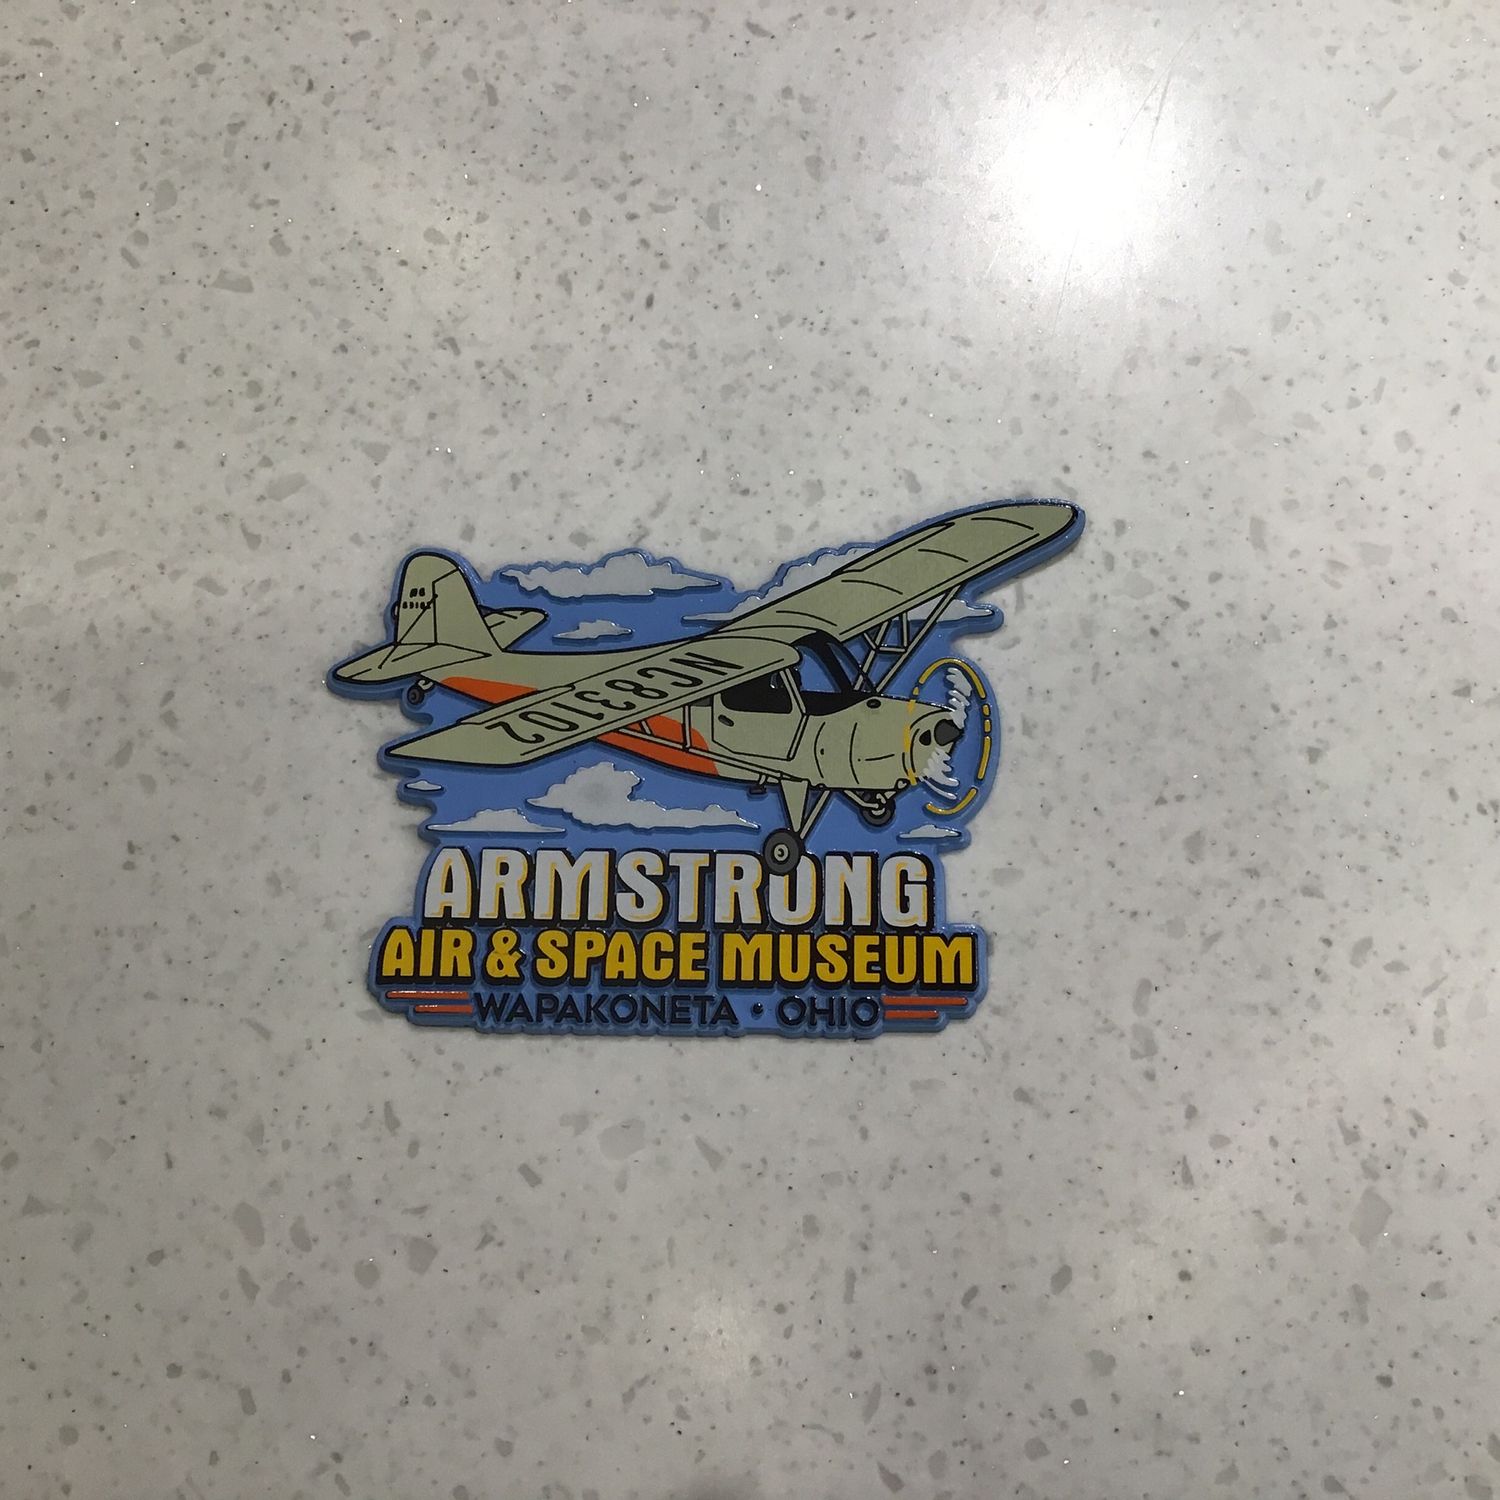 NC83102
ARMSTRONG
AIR & SPACE MUSEUM
WAPAKONETA • OHIO